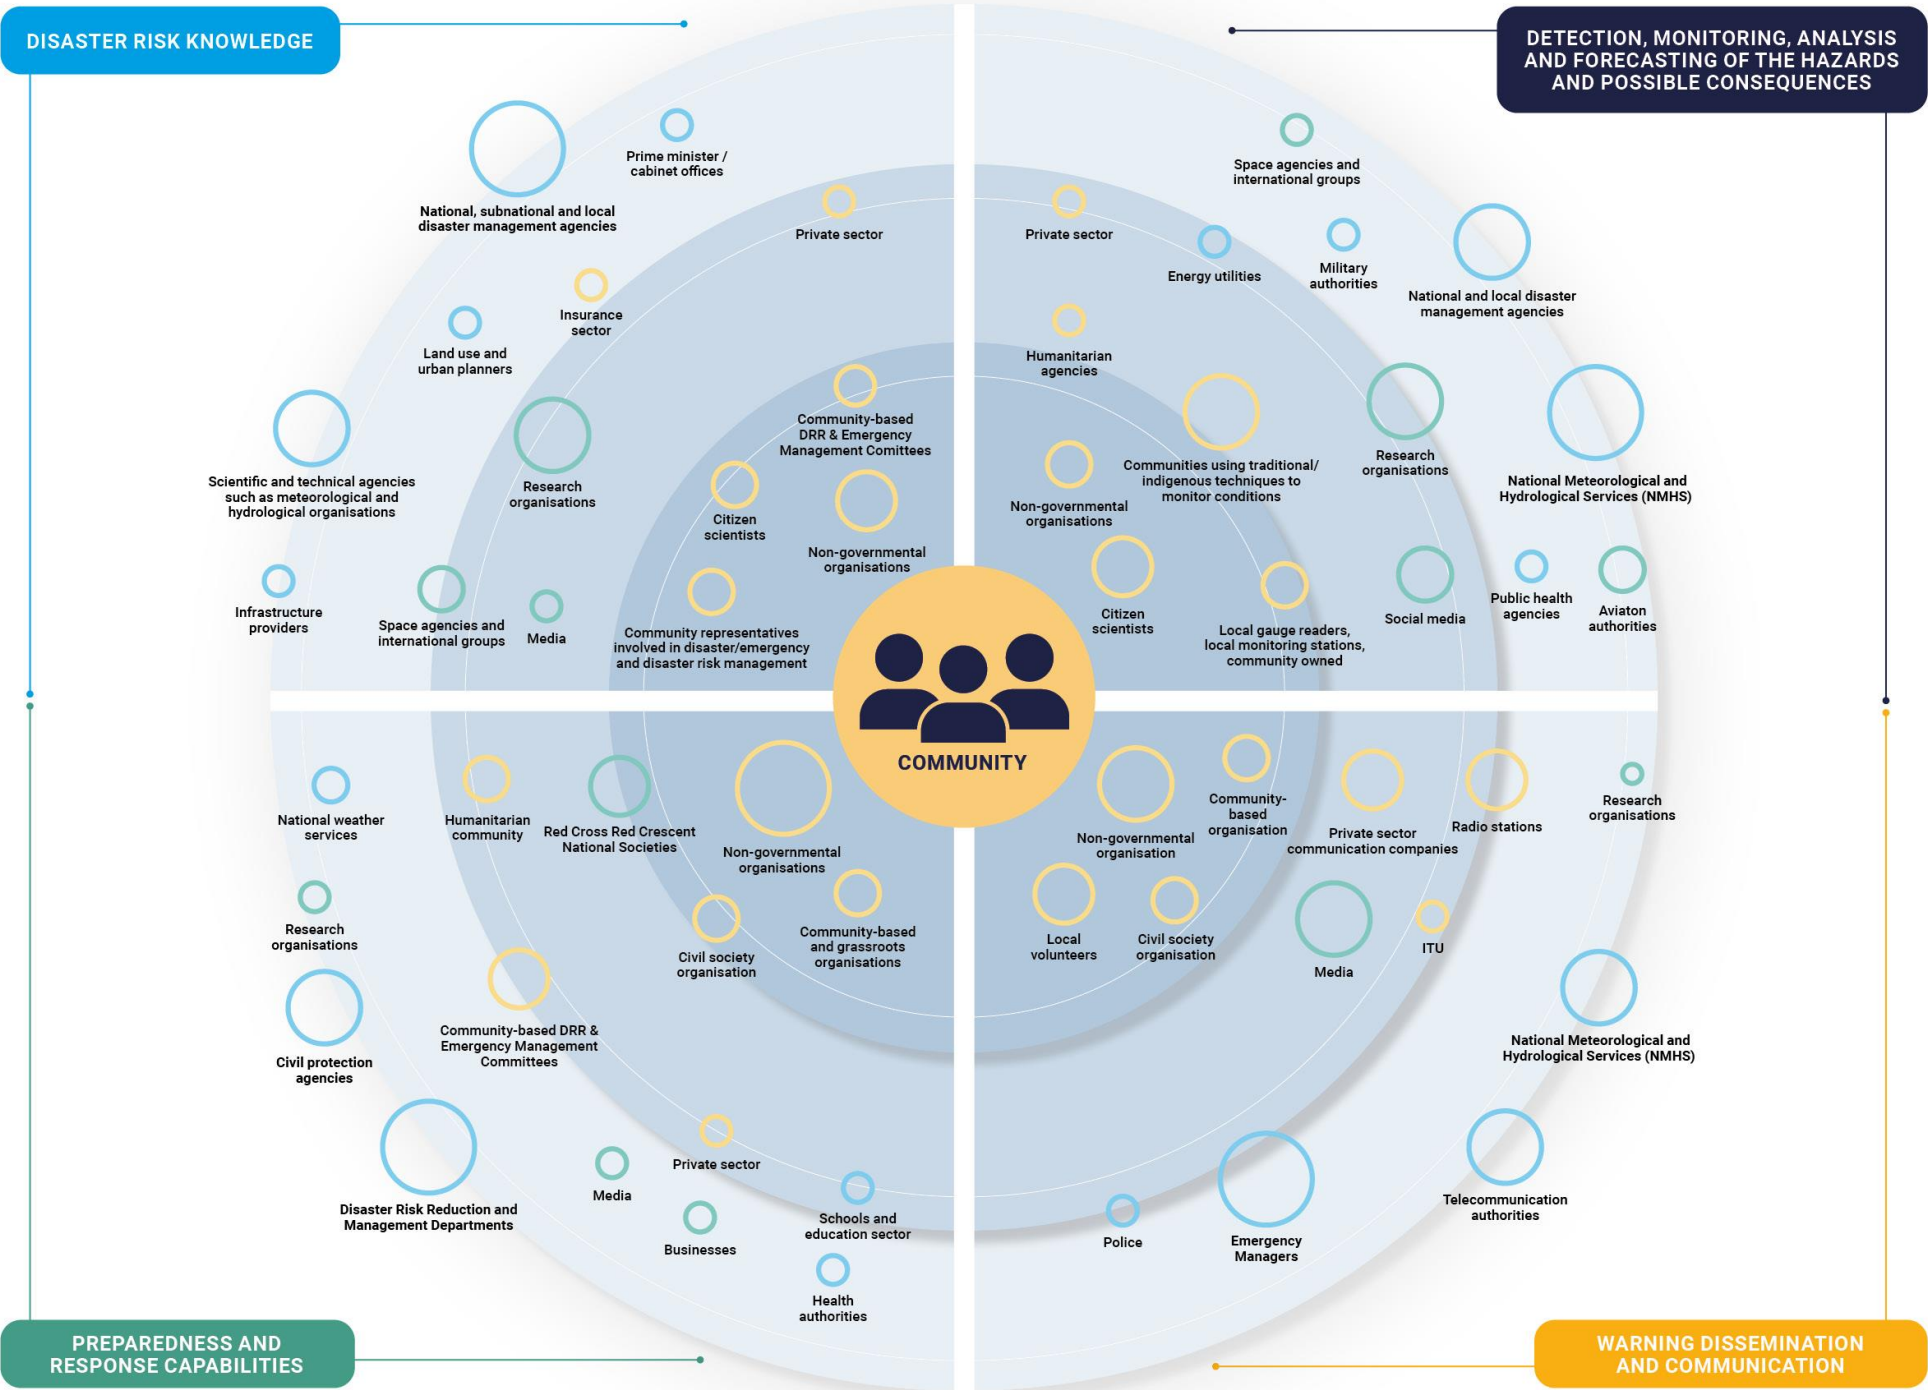 DISASTER RISK KNOWLEDGE
National, subnational and local
disaster management agencies
Prime minister /
cabinet offices
Private sector
Insurance
sector
Land use and
urban planners
Scientific and technical agencies
such as meteorological and
hydrological organisations
Research
organisations
Community-based
DRR & Emergency
Management Comittees
Citizen
scientists
Non-governmental
organisations
Infrastructure
providers
Space agencies and
international groups
Media
Community representatives
involved in disaster/emergency
and disaster risk management
DETECTION, MONITORING, ANALYSIS
AND FORECASTING OF THE HAZARDS
AND POSSIBLE CONSEQUENCES
Space agencies and
international groups
Private sector
Energy utilities
Military
authorities
National and local disaster
management agencies
Humanitarian
agencies
Communities using traditional/
indigenous techniques to
monitor conditions
Research
organisations
National Meteorological and
Hydrological Services (NMHS)
Non-governmental
organisations
Citizen
scientists
Local gauge readers,
local monitoring stations,
community owned
Social media
Public health
agencies
Aviaton
authorities
COMMUNITY
National weather
services
Humanitarian
community
Red Cross Red Crescent
National Societies
Non-governmental
organisations
Research
organisations
Civil society
organisation
Community-based
and grassroots
organisations
Civil protection
agencies
Community-based DRR &
Emergency Management
Committees
Disaster Risk Reduction and
Management Departments
Media
Private sector
Businesses
Schools and
education sector
Health
authorities
PREPAREDNESS AND
RESPONSE CAPABILITIES
Non-governmental
organisation
Community-
based
organisation
Private sector
communication companies
Radio stations
Research
organisations
Local
volunteers
Civil society
organisation
Media
ITU
National Meteorological and
Hydrological Services (NMHS)
Telecommunication
authorities
Police
Emergency
Managers
WARNING DISSEMINATION
AND COMMUNICATION